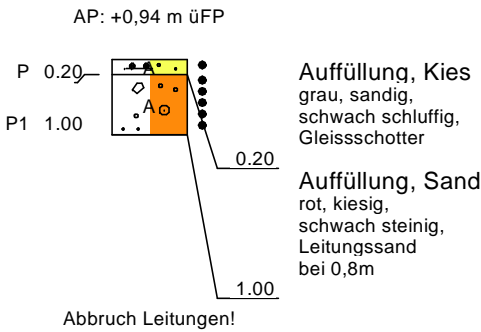 AP: +0,94 m üFP
P 0.20
A
Auffüllung, Kies
grau, sandig,
schwach schluffig,
Gleissschotter
A
P1 1.00
0.20
Auffüllung, Sand
rot, kiesig,
schwach steinig,
Leitungssand
bei 0,8m
1.00
Abbruch Leitungen!